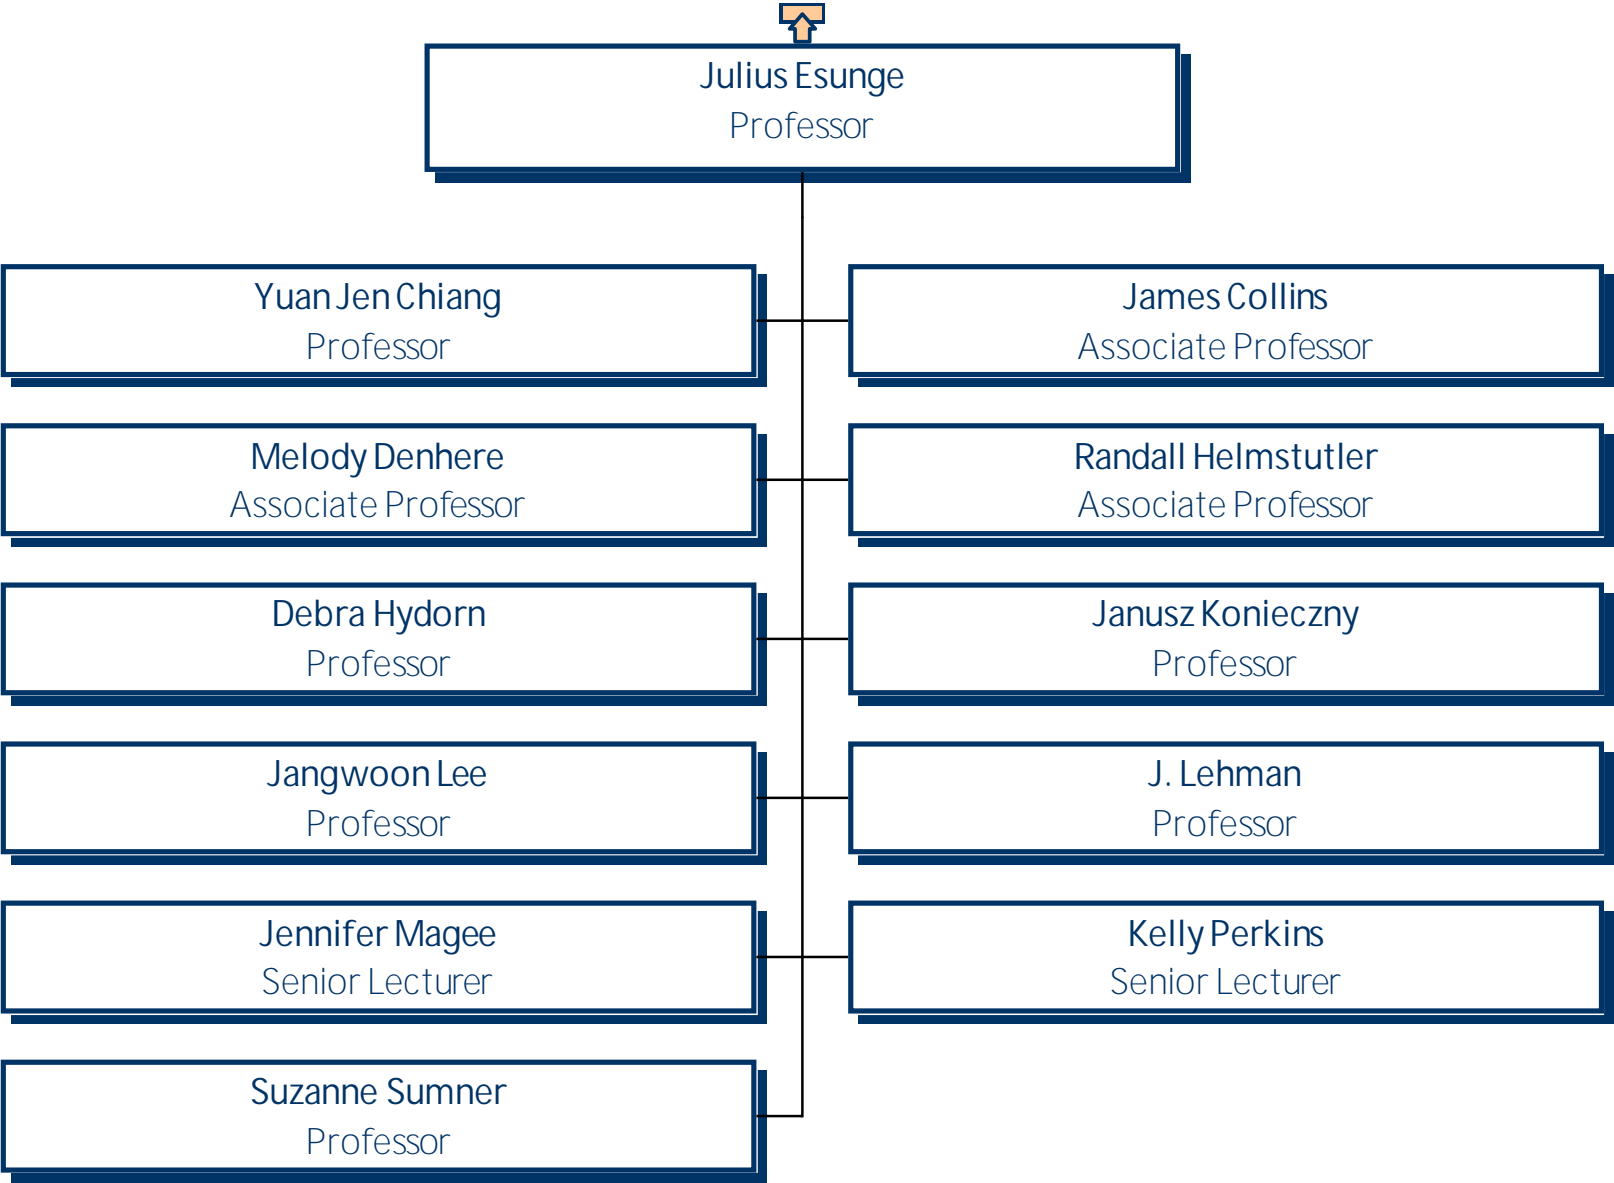 Julius Esunge
Professor
Yuan Jen Chiang
Professor
James Collins
Associate Professor
Melody Denhere
Associate Professor
Randall Helmstutler
Associate Professor
Debra Hydorn
Professor
Janusz Konieczny
Professor
Jangwoon Lee
Professor
J. Lehman
Professor
Jennifer Magee
Senior Lecturer
Kelly Perkins
Senior Lecturer
Suzanne Sumner
Professor